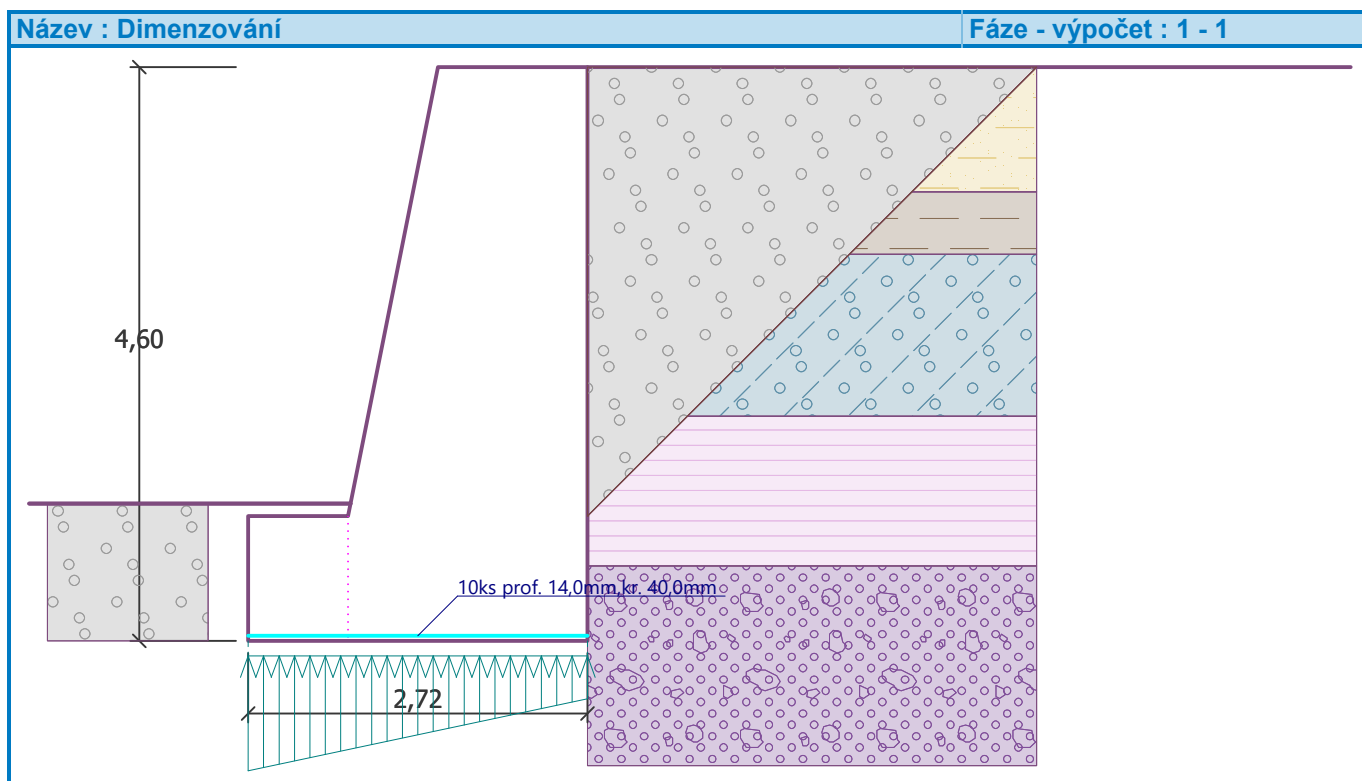 Název : Dimenzování
Fáze - výpočet : 1 - 1
4,60
10ks prof. 14,0mm,kr. 40,0mm
2,72